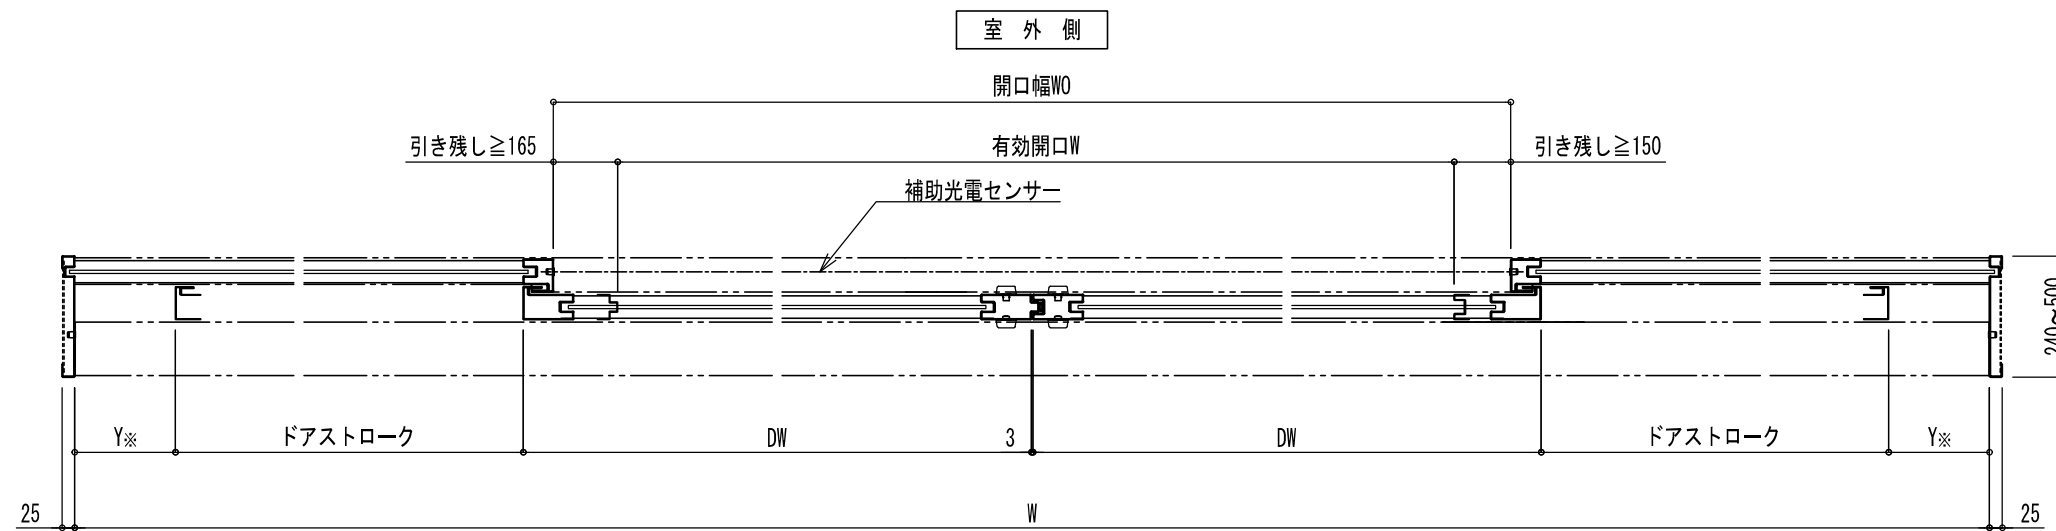 室 外 側
開口幅WO
引き残し≧165
有効開口W
引き残し≧150
補助光電センサー
240~500
Y※
ドアストローク
DW
3
DW
ドアストローク
Y※
25
W
25